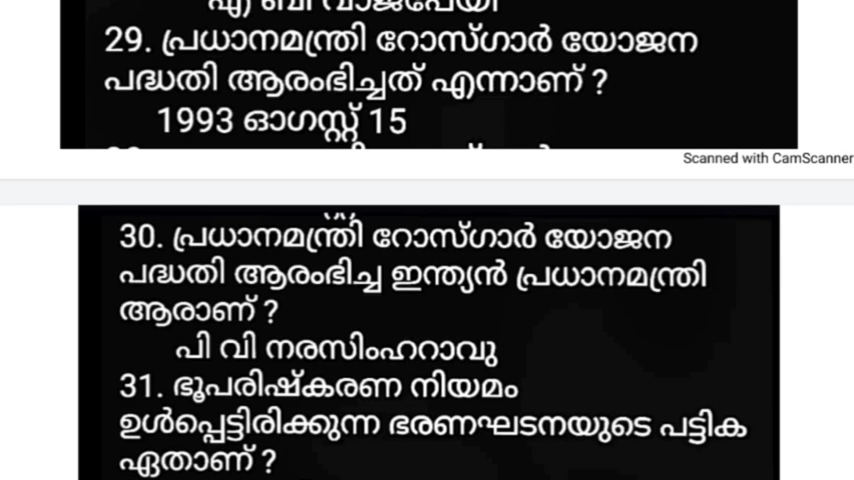 എ ബി വാജ്പേയി
29. പ്രധാനമന്ത്രി റോസ്ഗാർ യോജന
പദ്ധതി ആരംഭിച്ചത് എന്നാണ് ?
1993 ഓഗസ്റ്റ് 15
Scanned with CamScanner
30. പ്രധാനമന്ത്രി റോസ്ഗാർ യോജന
പദ്ധതി ആരംഭിച്ച ഇന്ത്യൻ പ്രധാനമന്ത്രി
ആരാണ് ?
പി വി നരസിംഹറാവു
31. ഭൂപരിഷ്കരണ നിയമം
ഉൾപ്പെട്ടിരിക്കുന്ന ഭരണഘടനയുടെ പട്ടിക
ഏതാണ് ?